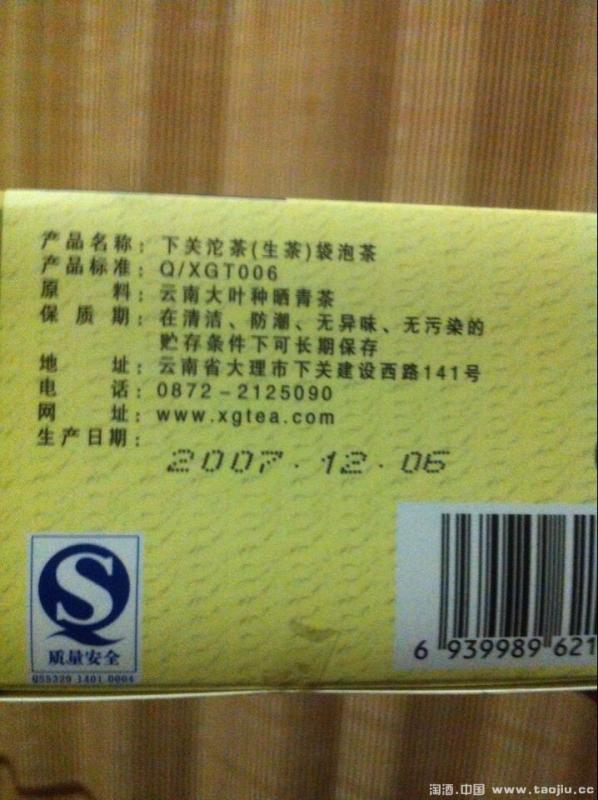 产品名称：下关沱茶(生茶)袋泡茶
产品标准：Q/XGT006
原料：云南大叶种晒青茶
保质期：在清洁、防潮、无异味、无污染的
贮存条件下可长期保存
地址：云南省大理市下关建设西路141号
电话：0872-2125090
网址：www.xgtea.com
生产日期：
2007.12.06
质量安全
QS5329 1401 0004
6 939989 621
淘酒.中国 www.taojiu.cc